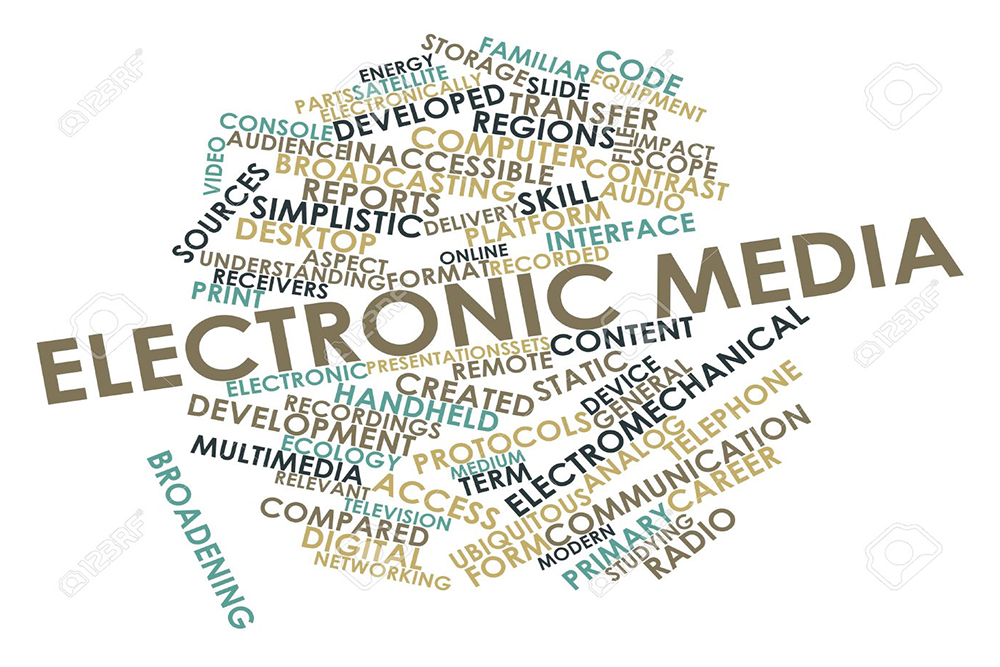 STORAGE
FAMILIAR
CODE
ENERGY
SATELLITE
PARTS
ELECTRONICALLY
SLIDE
EQUIPMENT
DEVELOPED
TRANSFER
REGIONS
FILE
IMPACT
CONSOLE
VIDEO
AUDIENCE
INACCESSIBLE
COMPUTER
SCOPE
CONTRAST
BROADCASTING
AUDIO
REPORTS
SKILL
SOURCES
SIMPLISTIC
DELIVERY
PLATFORM
DESKTOP
INTERFACE
ASPECT
ONLINE
UNDERSTANDING
FORMAT
RECORDED
RECEIVERS
PRINT
ELECTRONIC MEDIA
CONTENT
PRESENTATIONS
SETS
ELECTRONIC
REMOTE
STATIC
CREATED
DEVICE
GENERAL
ELECTROMECHANICAL
HANDHELD
RECORDINGS
DEVELOPMENT
PROTOCOLS
TELEPHONE
ANALOG
ECOLOGY
MULTIMEDIA
MEDIUM
TERM
RELEVANT
ACCESS
COMMUNICATION
BROADENING
TELEVISION
COMPARED
UBIQUITOUS
CAREER
DIGITAL
FORM
MODERN
PRIMARY
NETWORKING
STUDYING
RADIO
123RF
123RF
123RF
123RF
123RF
123RF